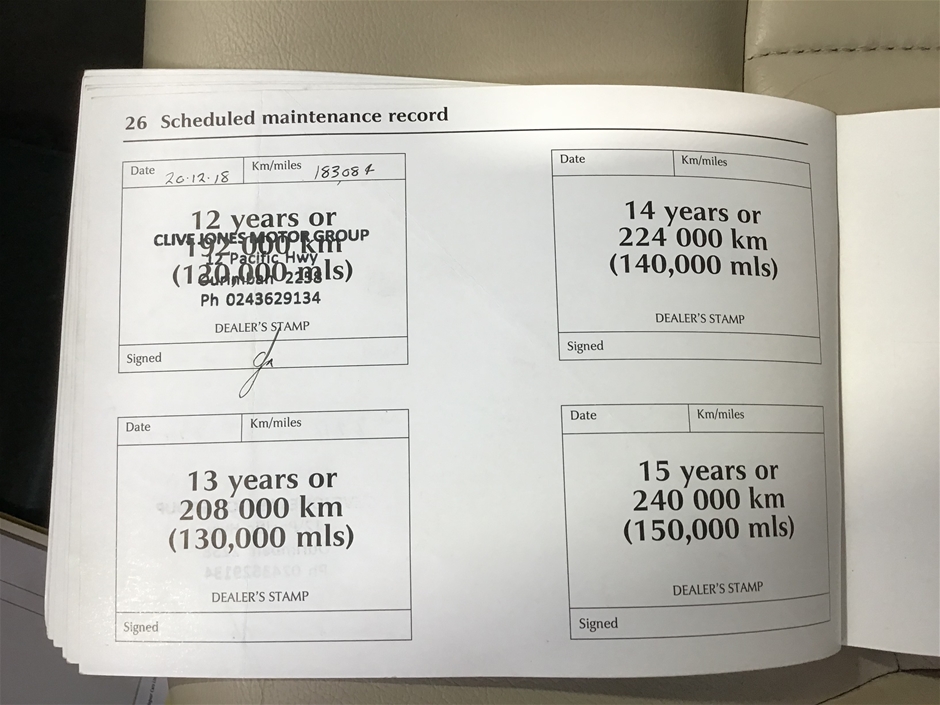 26 Scheduled maintenance record
Date 20.12.18 Km/miles 183084
12 years or
CLIVE JONES MOTOR GROUP
192 000 km
12 Pacific Hwy
(120,000 mls)
Ourimbah 2258
Ph 0243629134
DEALER'S STAMP
Signed
Date Km/miles
13 years or
208 000 km
(130,000 mls)
DEALER'S STAMP
Signed
Date Km/miles
14 years or
224 000 km
(140,000 mls)
DEALER'S STAMP
Signed
Date Km/miles
15 years or
240 000 km
(150,000 mls)
DEALER'S STAMP
Signed